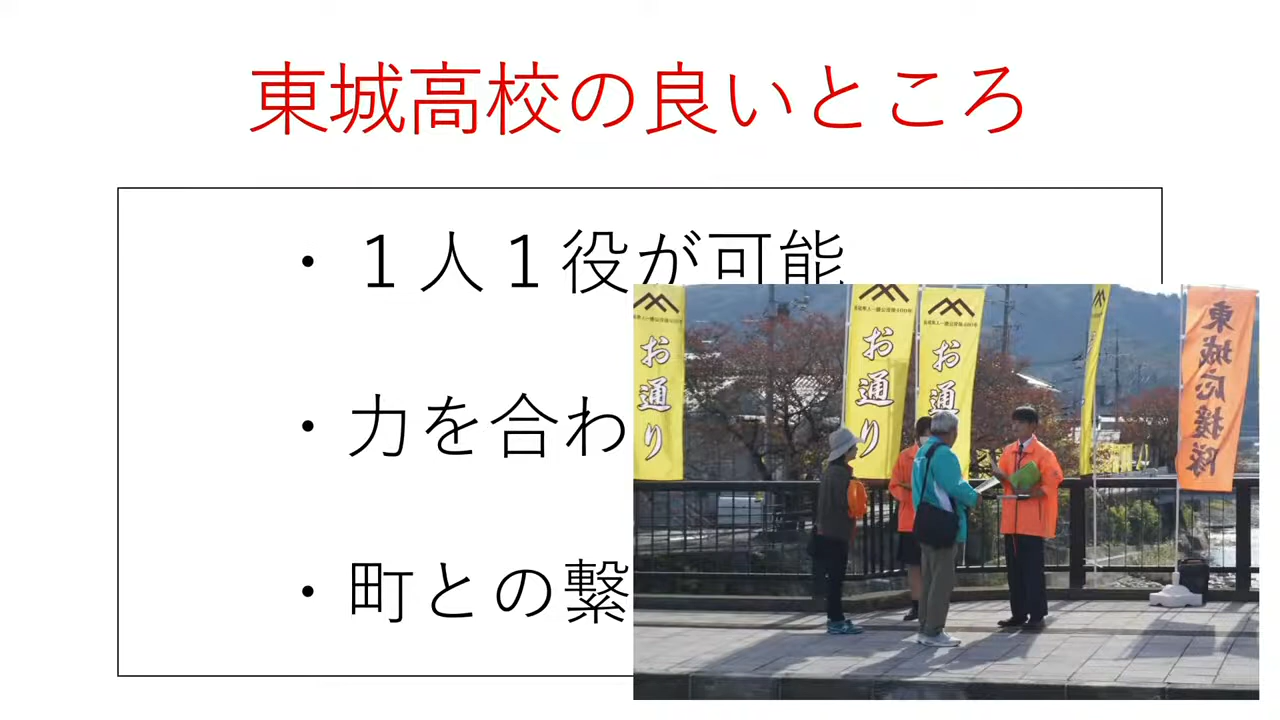 東城高校の良いところ
・１人１役が可能
・力を合わ
・町との繋
お通り
お通り
お通り
東城応援隊